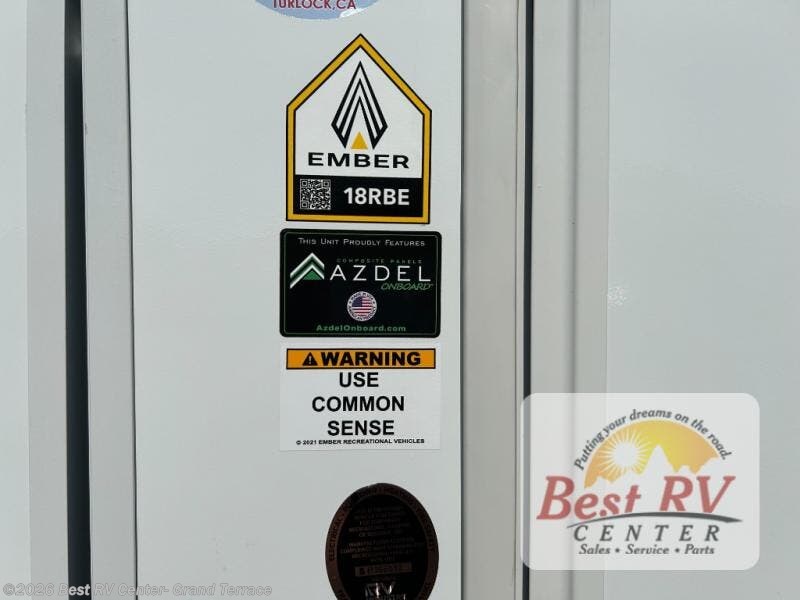 TURLOCK, CA
EMBER
18RBE
THIS UNIT PROUDLY FEATURES
COMPOSITE PANELS
AZDEL
ONBOARD
AzdelOnboard.com
WARNING
USE
COMMON
SENSE
© 2021 EMBER RECREATIONAL VEHICLES
Putting your dreams on the road.
Best RV
CENTER
Sales • Service • Parts
RV
©2026 Best RV Center- Grand Terrace